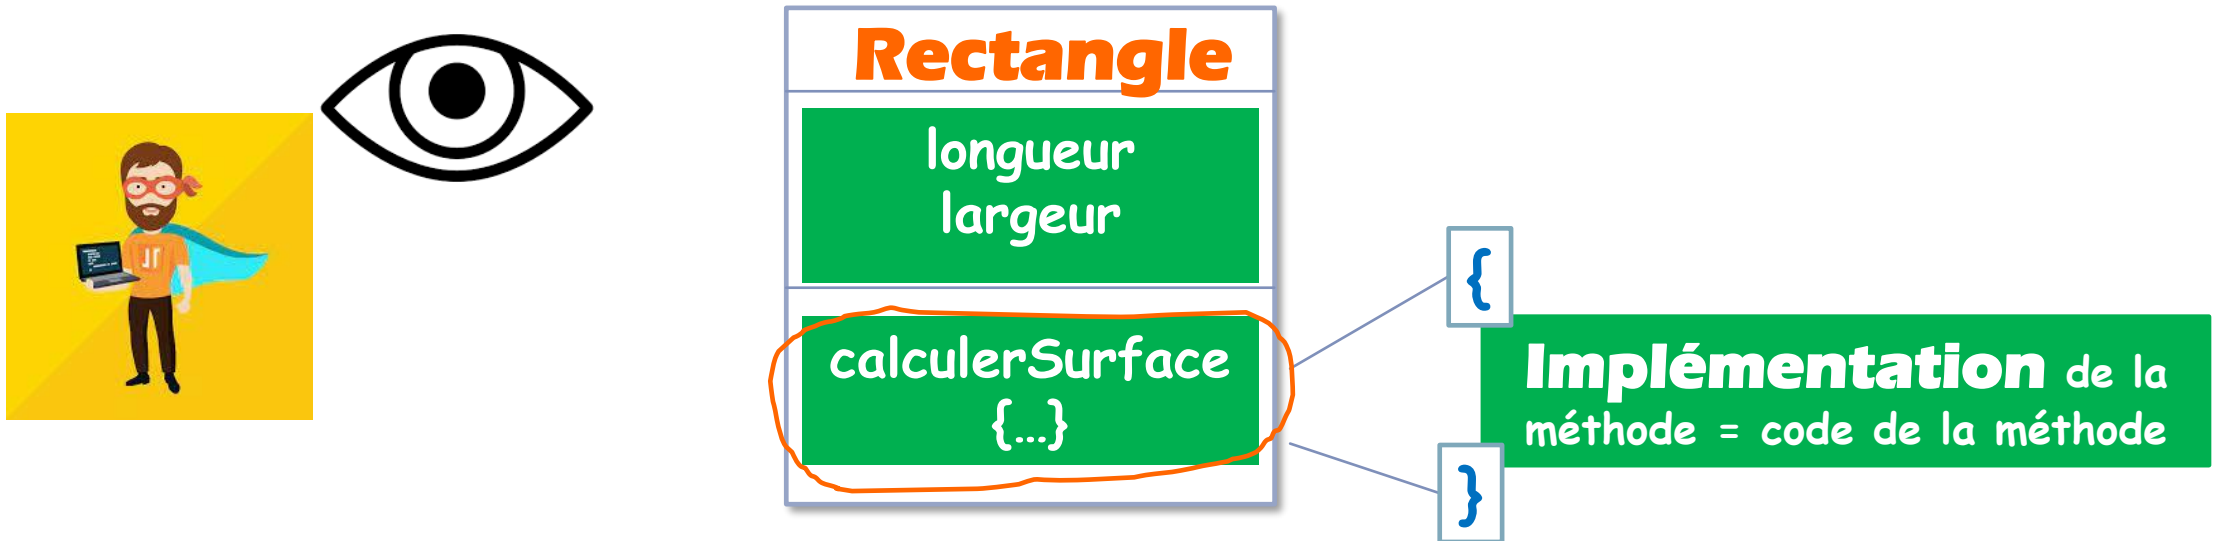 Rectangle
longueur
largeur
calculerSurface
{...}
{
Implémentation de la
méthode = code de la méthode
}